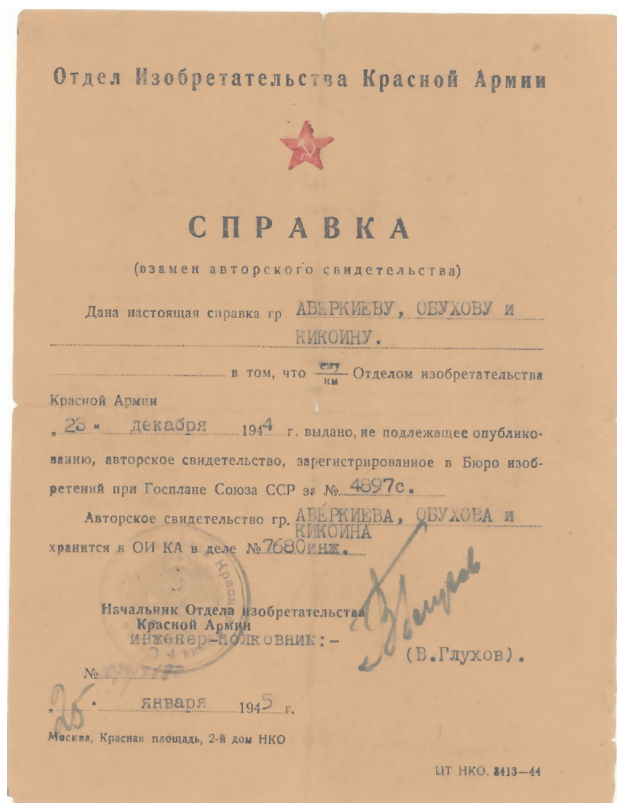 Отдел Изобретательства Красной Армии
СПРАВКА
(взамен авторского свидетельства)
Дана настоящая справка гр АВЕРКИЕВУ, ОБУХОВУ И
КИКОИНУ.
в том, что ему
им Отделом изобретательства
Красной Армии
„ 23 " декабря 1944 г. выдано, не подлежащее опублико-
ванию, авторское свидетельство, зарегистрированное в Бюро изоб-
ретений при Госплане Союза ССР за № 4897с.
Авторское свидетельство гр. АВЕРКИЕВА, ОБУХОВА И
КИКОИНА
хранится в ОИ КА в деле №7680инж.
Начальник Отдела изобретательства
Красной Армии
инженер-полковник:-
(В.Глухов).
№
„ 25 " января 1945 г.
Москва, Красная площадь, 2-й дом НКО
ЦТ НКО. 8413—44